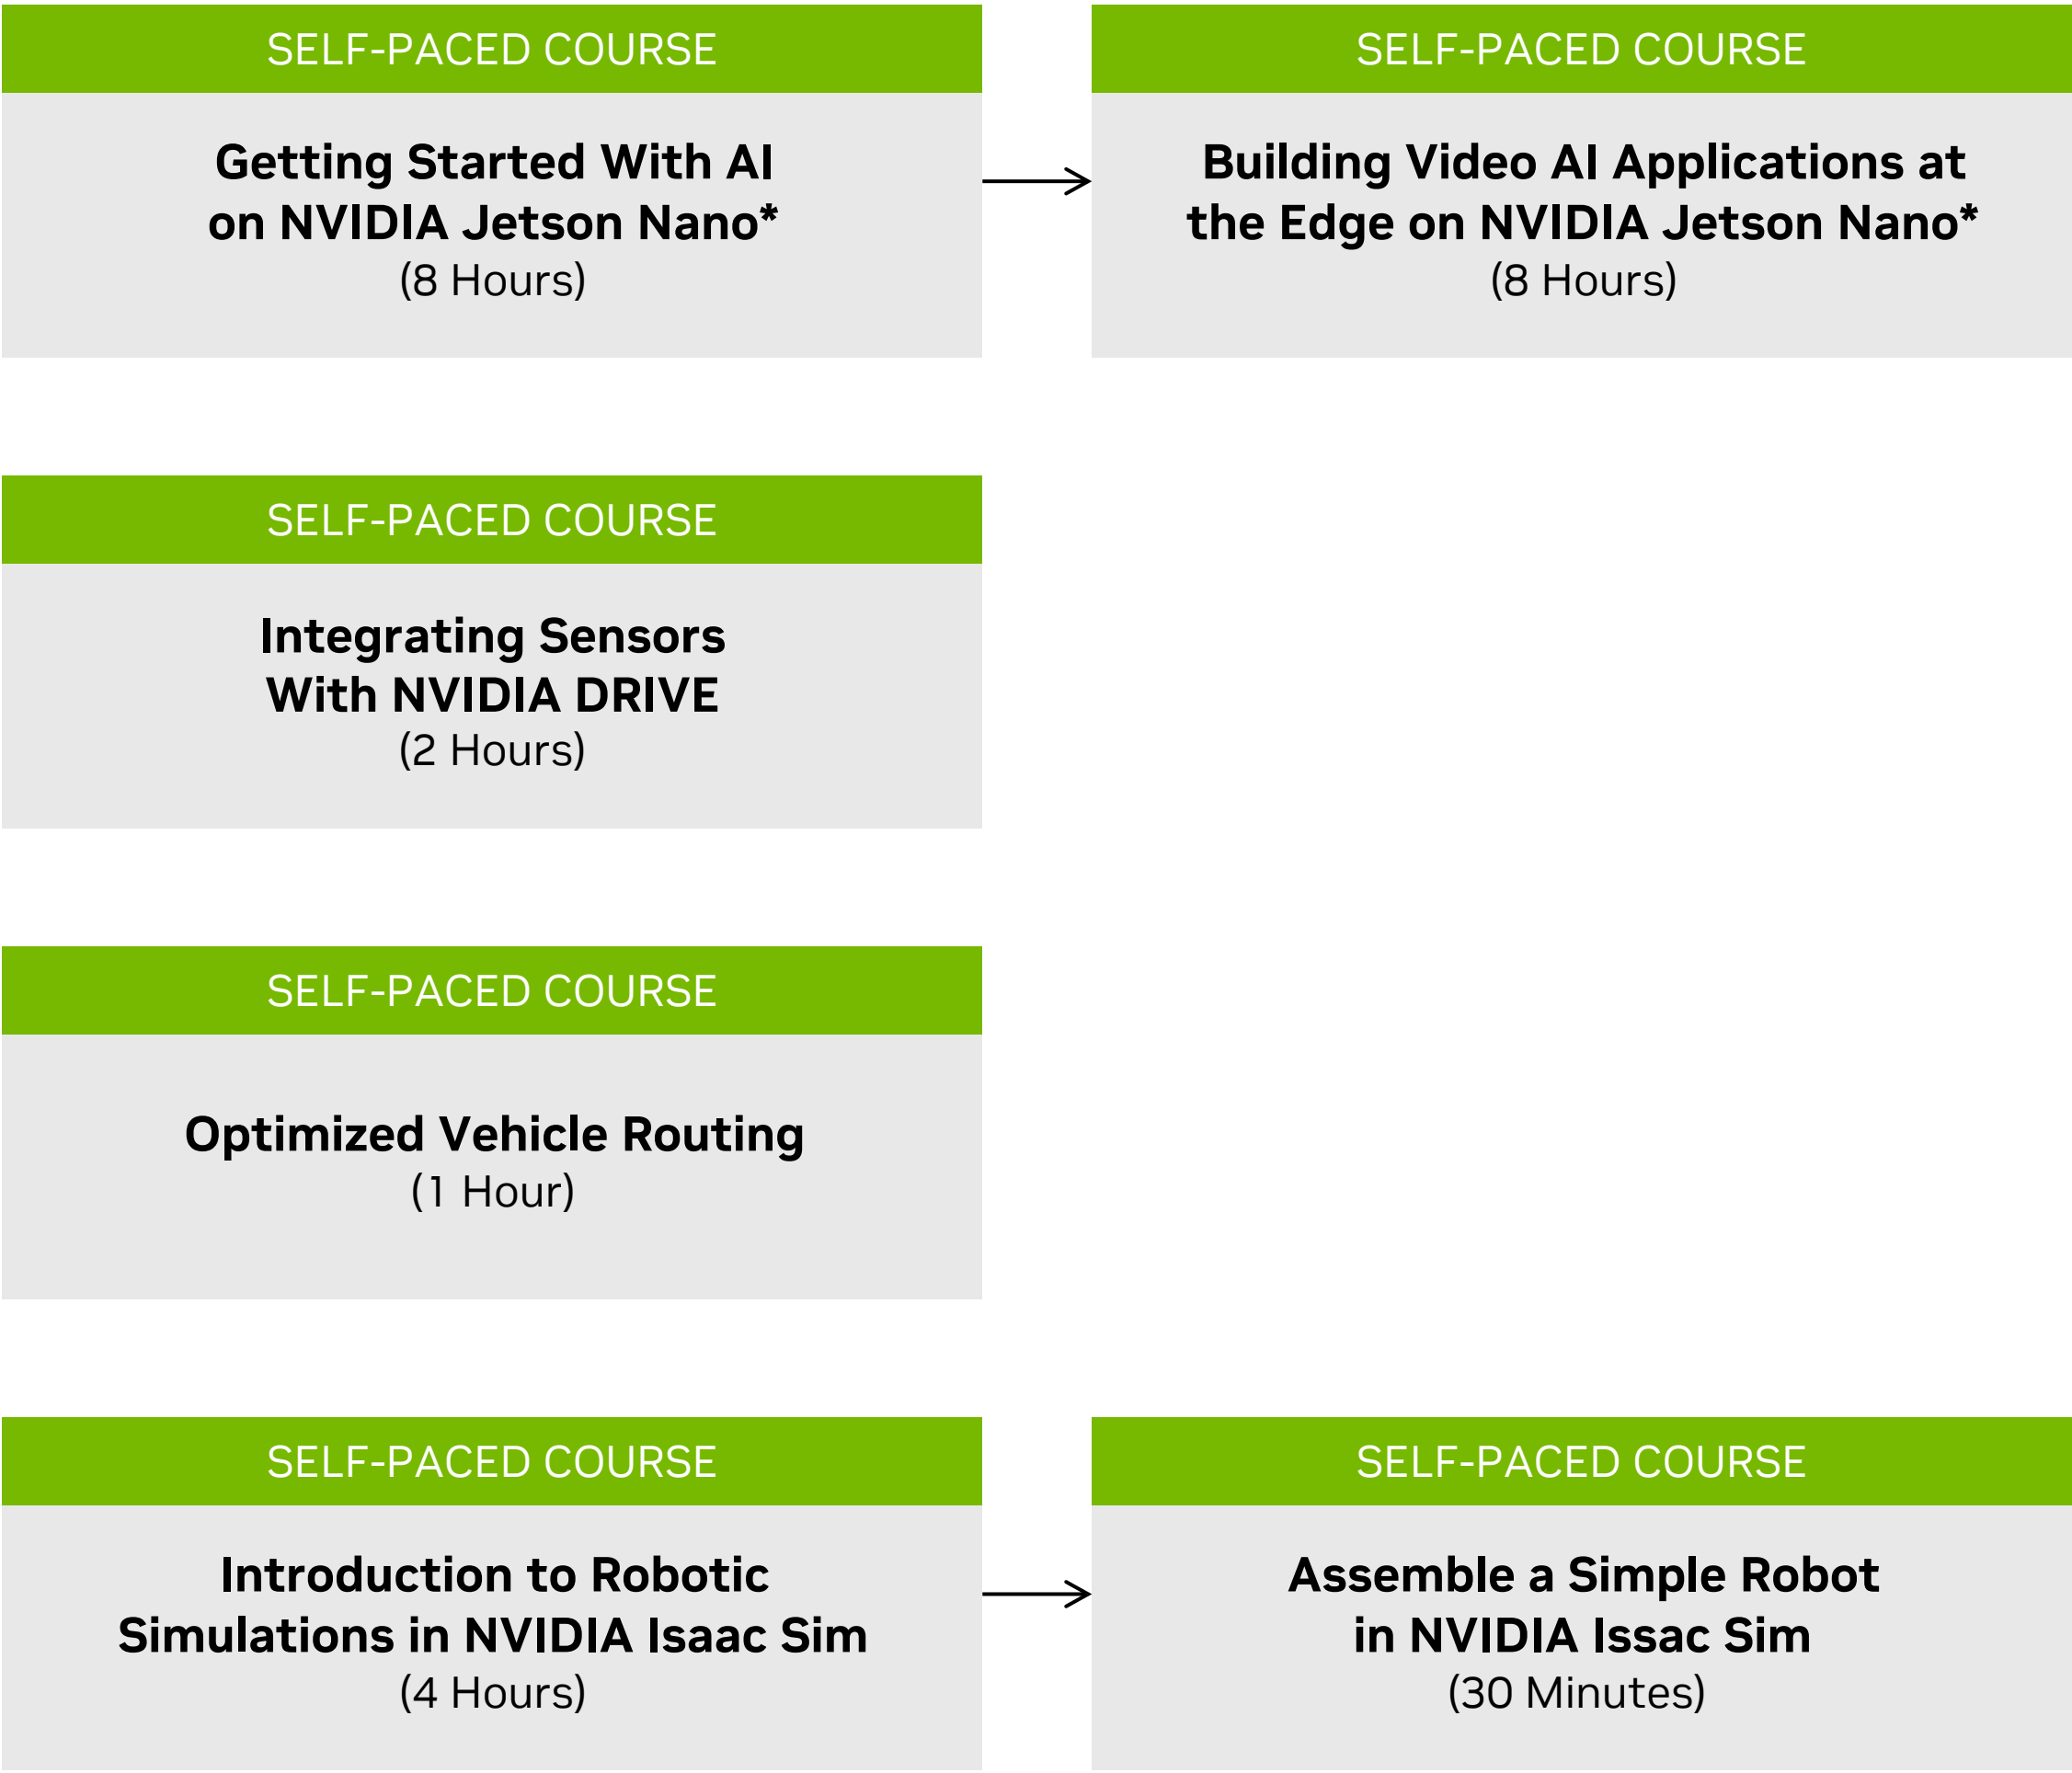 SELF-PACED COURSE
Getting Started With AI
on NVIDIA Jetson Nano*
(8 Hours)
SELF-PACED COURSE
Building Video AI Applications at
the Edge on NVIDIA Jetson Nano*
(8 Hours)
SELF-PACED COURSE
Integrating Sensors
With NVIDIA DRIVE
(2 Hours)
SELF-PACED COURSE
Optimized Vehicle Routing
(1 Hour)
SELF-PACED COURSE
Introduction to Robotic
Simulations in NVIDIA Isaac Sim
(4 Hours)
SELF-PACED COURSE
Assemble a Simple Robot
in NVIDIA Issac Sim
(30 Minutes)